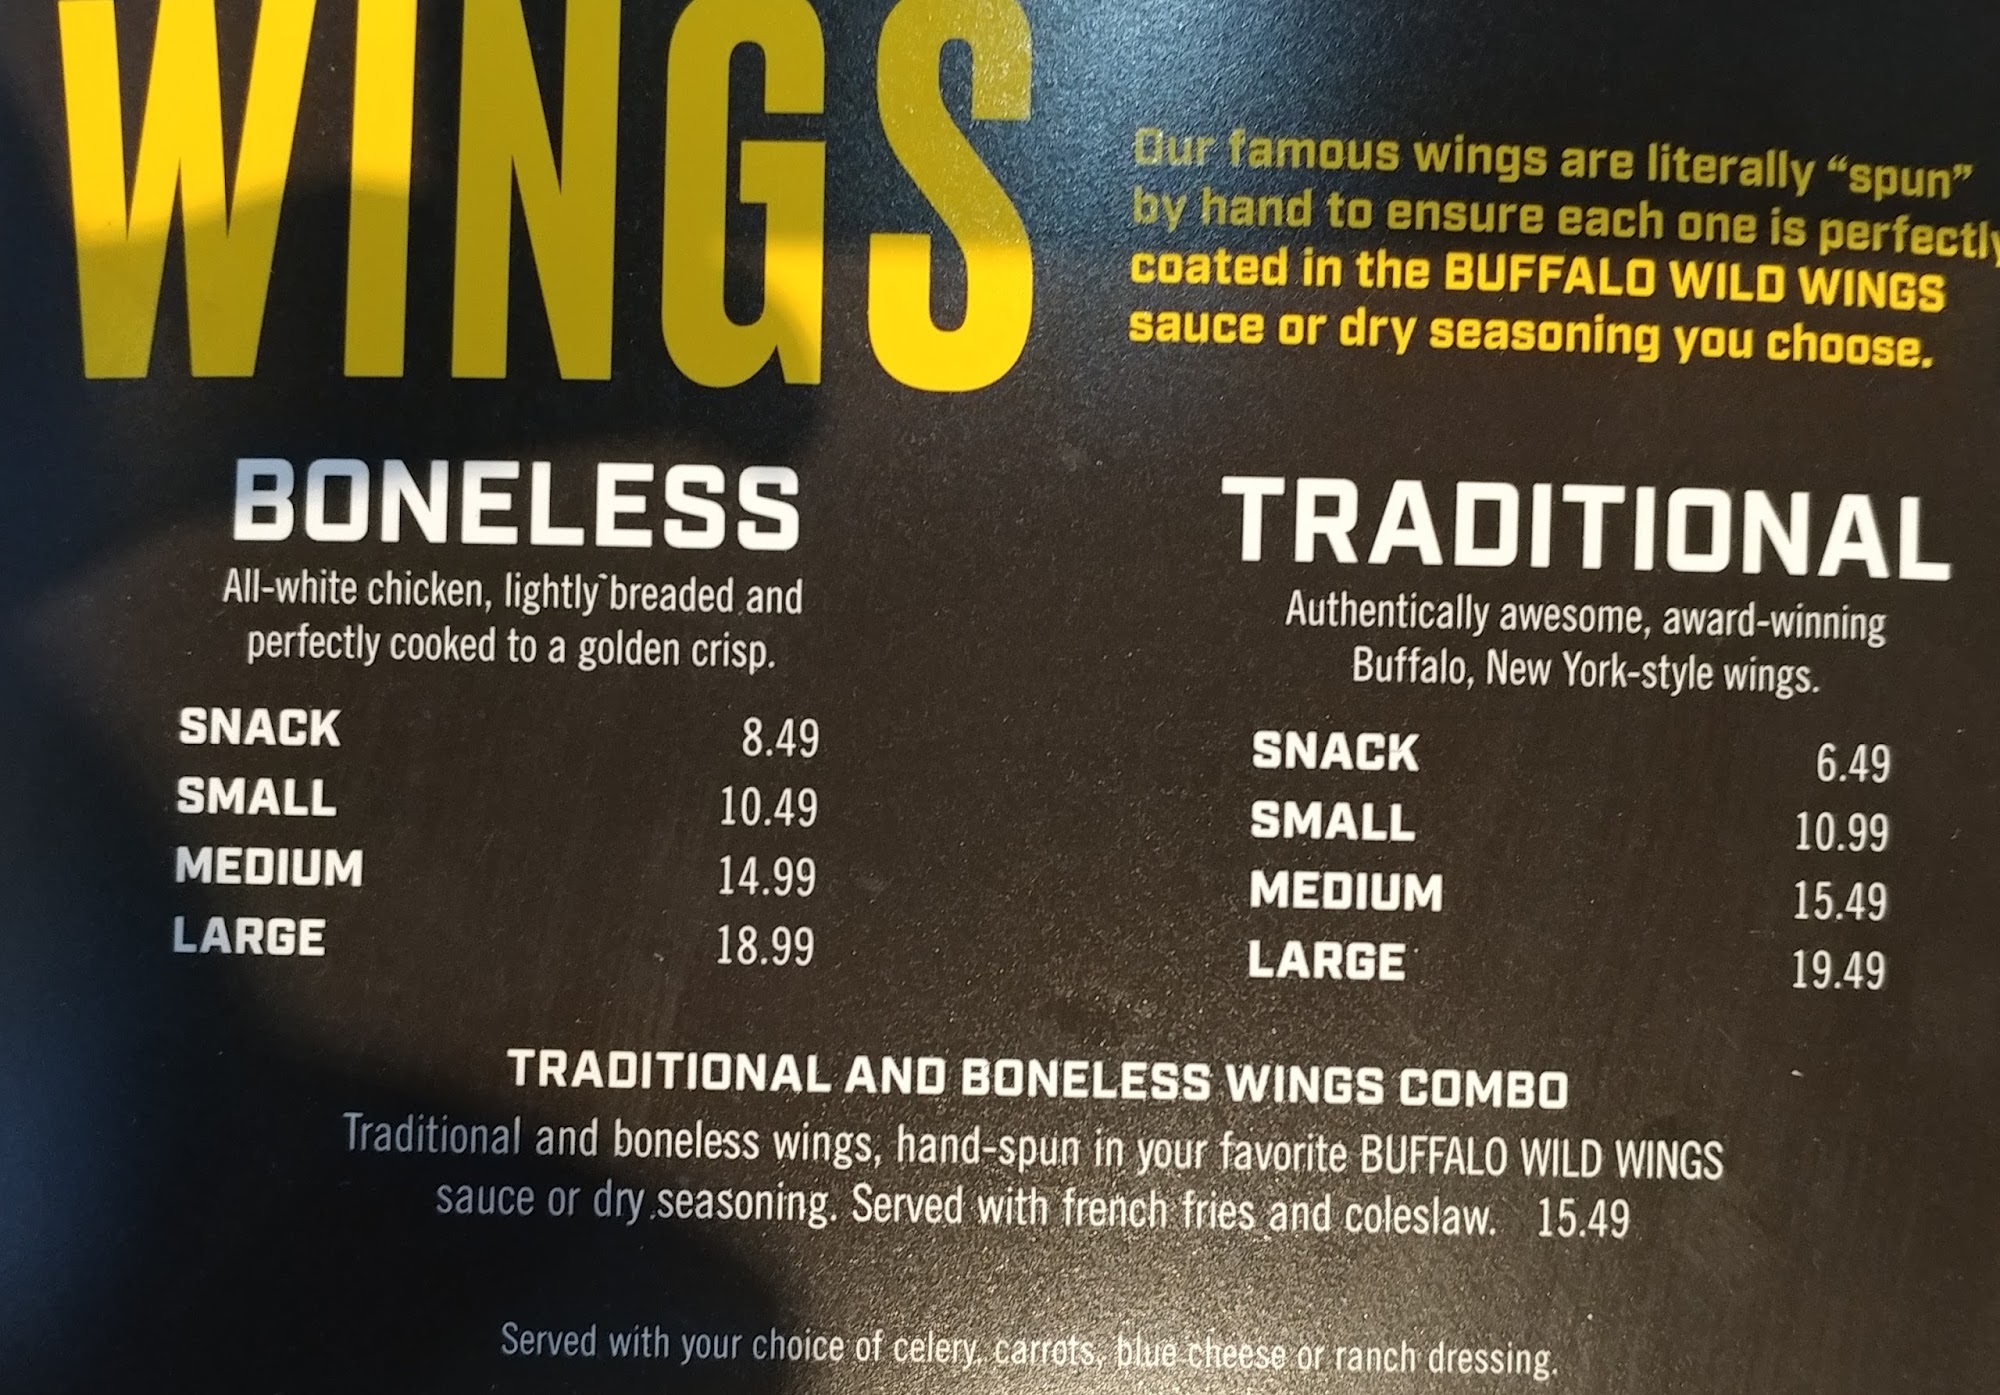 WINGS
Our famous wings are literally “spun”
by hand to ensure each one is perfectly
coated in the BUFFALO WILD WINGS
sauce or dry seasoning you choose.
BONELESS
All-white chicken, lightly breaded and
perfectly cooked to a golden crisp.
SNACK 8.49
SMALL 10.49
MEDIUM 14.99
LARGE 18.99
TRADITIONAL
Authentically awesome, award-winning
Buffalo, New York-style wings.
SNACK 6.49
SMALL 10.99
MEDIUM 15.49
LARGE 19.49
TRADITIONAL AND BONELESS WINGS COMBO
Traditional and boneless wings, hand-spun in your favorite BUFFALO WILD WINGS
sauce or dry seasoning. Served with french fries and coleslaw. 15.49
Served with your choice of celery, carrots, blue cheese or ranch dressing.